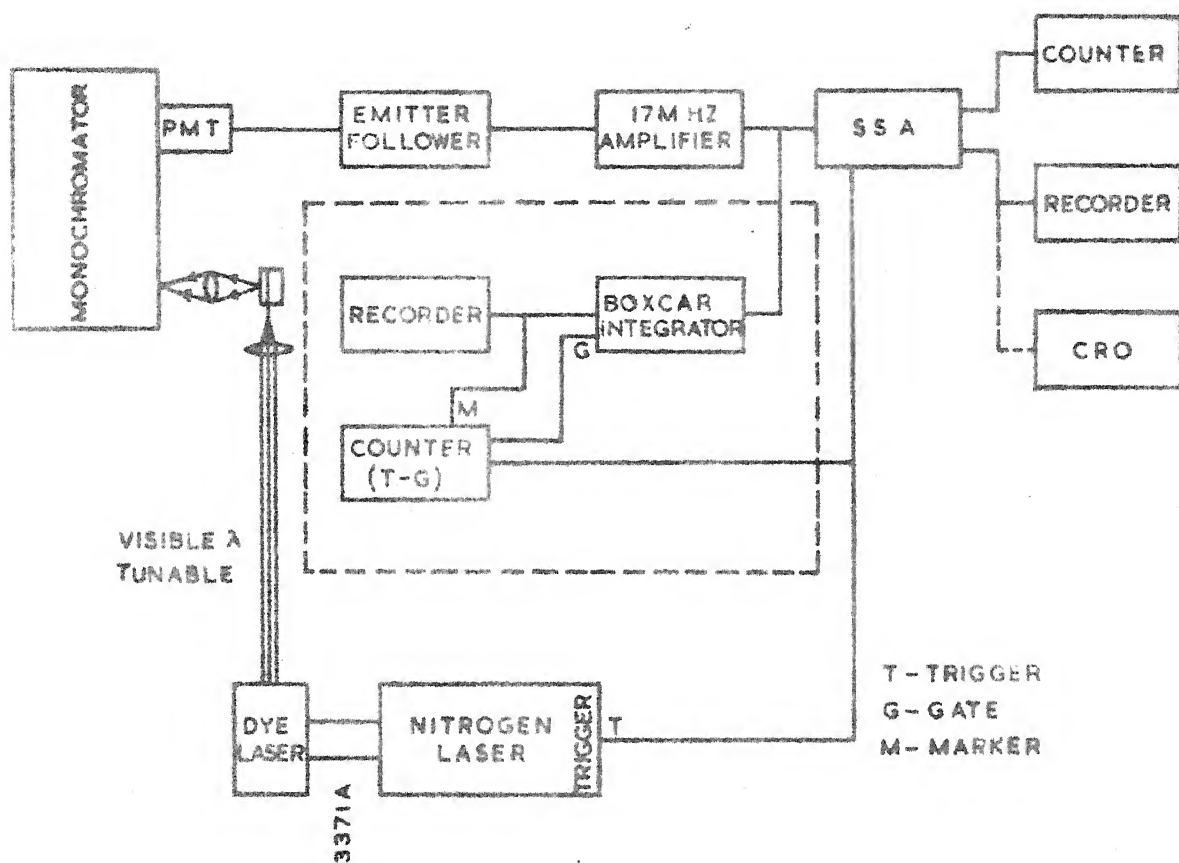 MONOCHROMATOR
PMT
EMITTER
FOLLOWER
17MHZ
AMPLIFIER
SSA
COUNTER
RECORDER
CRO
RECORDER
BOXCAR
INTEGRATOR
G
M
COUNTER
(T-G)
VISIBLE λ
TUNABLE
DYE
LASER
3371A
NITROGEN
LASER
TRIGGER
T
T-TRIGGER
G-GATE
M-MARKER